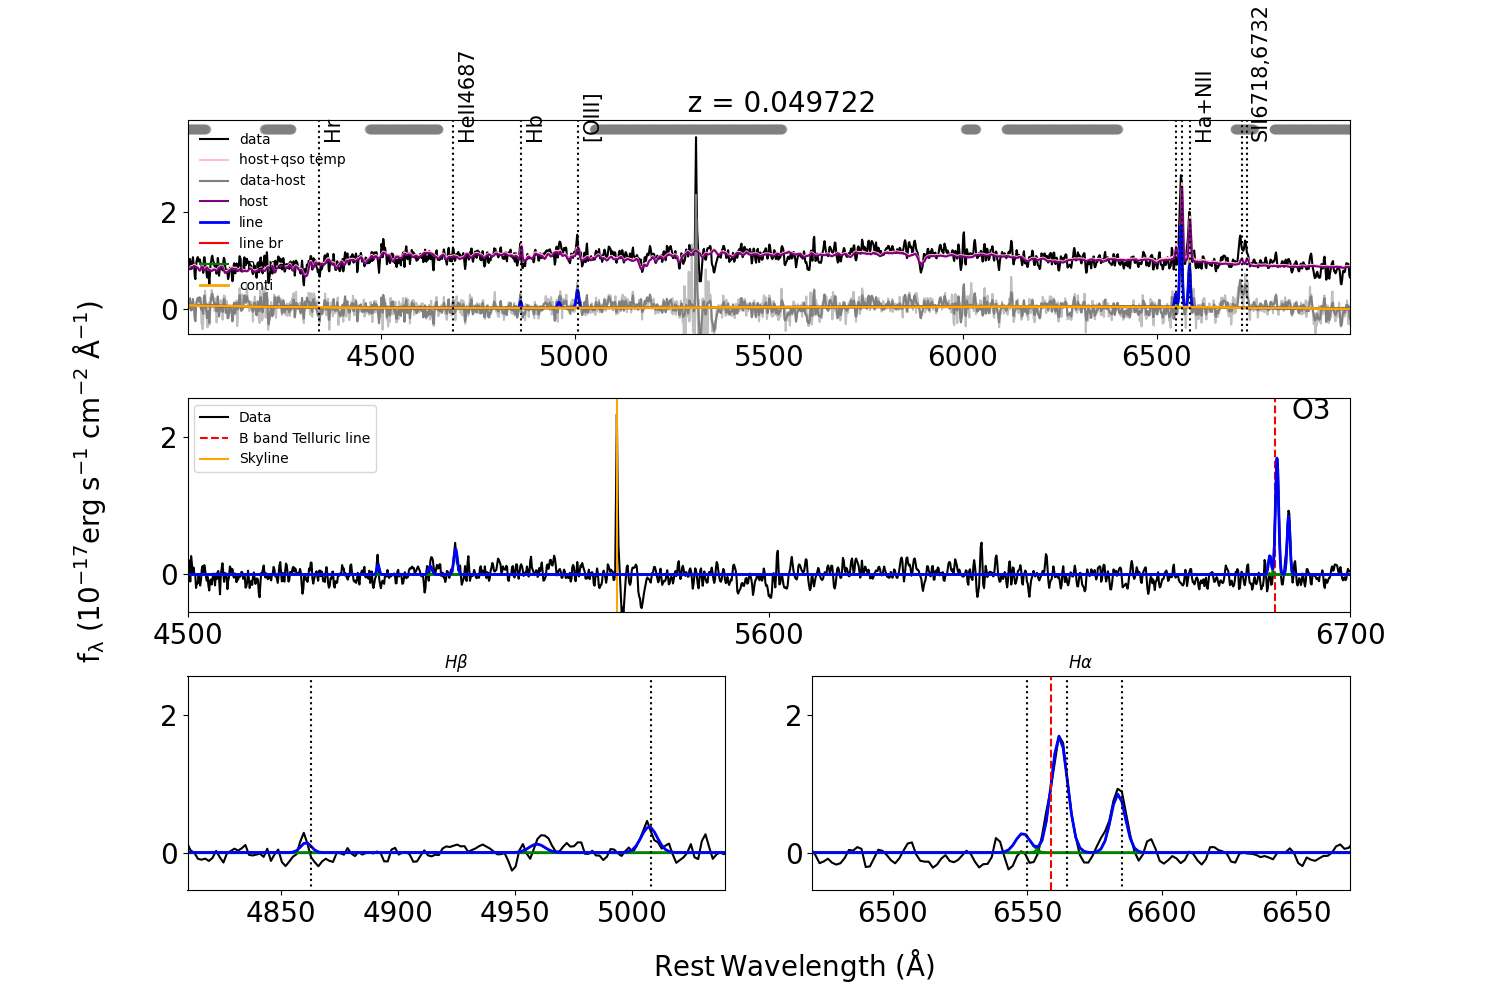 z = 0.049722
Hr
HeII4687
Hb
[OIII]
Ha+NII
SII6718,6732
data
host+qso temp
data-host
host
line
line br
conti
2
0
4500
5000
5500
6000
6500
Data
B band Telluric line
Skyline
O3
2
0
4500
5600
6700
fλ (10⁻¹⁷erg s⁻¹ cm⁻² Å⁻¹)
Hβ
2
0
4850
4900
4950
5000
Hα
2
0
6500
6550
6600
6650
Rest Wavelength (Å)